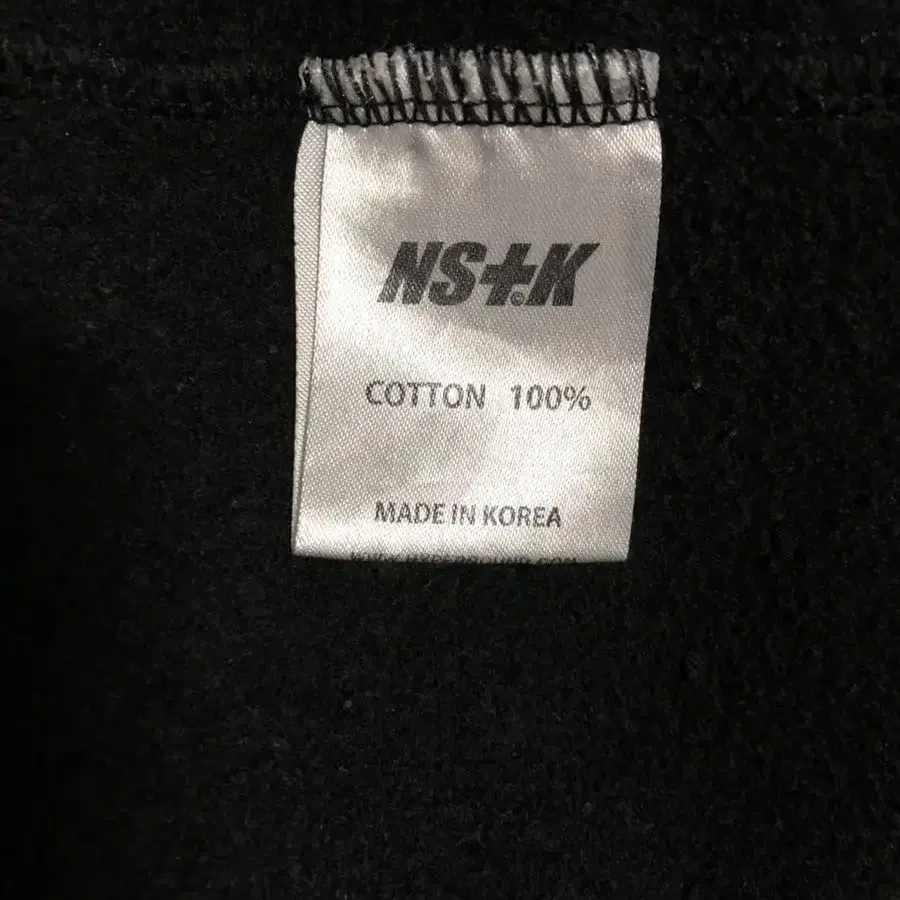 NS+.K
COTTON 100%
MADE IN KOREA